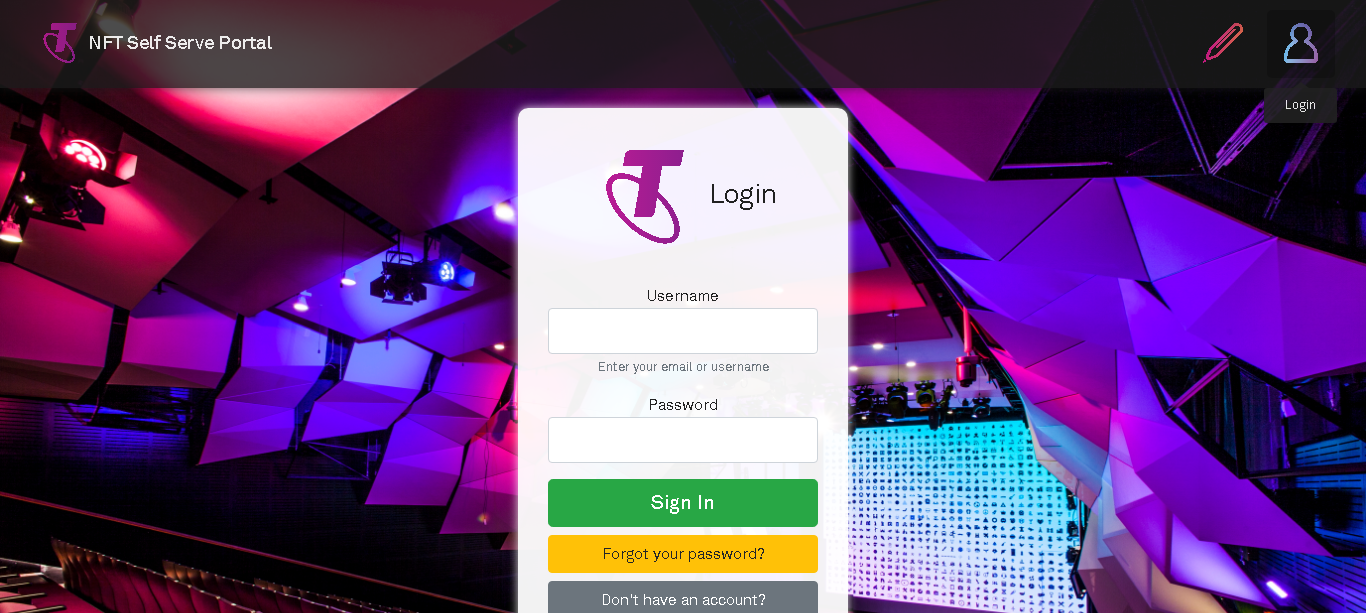 NFT Self Serve Portal
Login
Login
Username
Enter your email or username
Password
Sign In
Forgot your password?
Don't have an account?